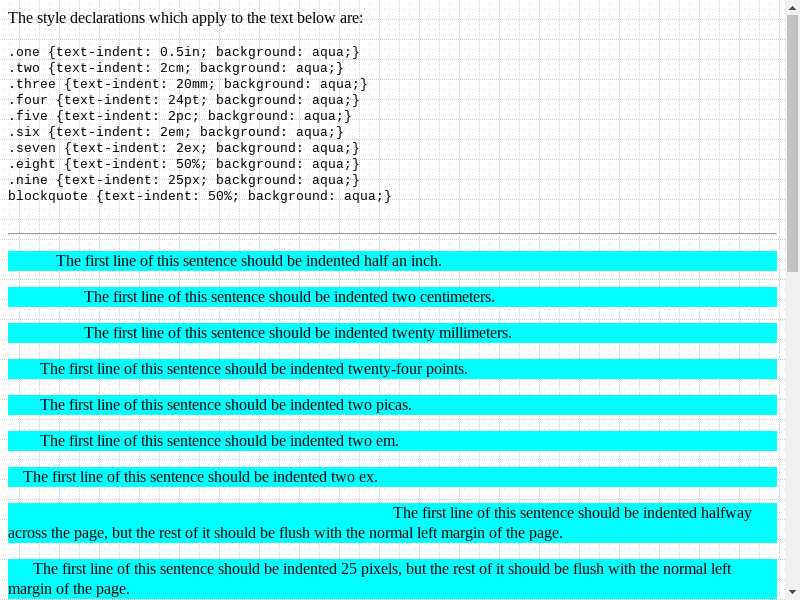 The style declarations which apply to the text below are:
.one {text-indent: 0.5in; background: aqua;}
.two {text-indent: 2cm; background: aqua;}
.three {text-indent: 20mm; background: aqua;}
.four {text-indent: 24pt; background: aqua;}
.five {text-indent: 2pc; background: aqua;}
.six {text-indent: 2em; background: aqua;}
.seven {text-indent: 2ex; background: aqua;}
.eight {text-indent: 50%; background: aqua;}
.nine {text-indent: 25px; background: aqua;}
blockquote {text-indent: 50%; background: aqua;}
The first line of this sentence should be indented half an inch.
The first line of this sentence should be indented two centimeters.
The first line of this sentence should be indented twenty millimeters.
The first line of this sentence should be indented twenty-four points.
The first line of this sentence should be indented two picas.
The first line of this sentence should be indented two em.
The first line of this sentence should be indented two ex.
The first line of this sentence should be indented halfway
across the page, but the rest of it should be flush with the normal left margin of the page.
The first line of this sentence should be indented 25 pixels, but the rest of it should be flush with the normal left
margin of the page.